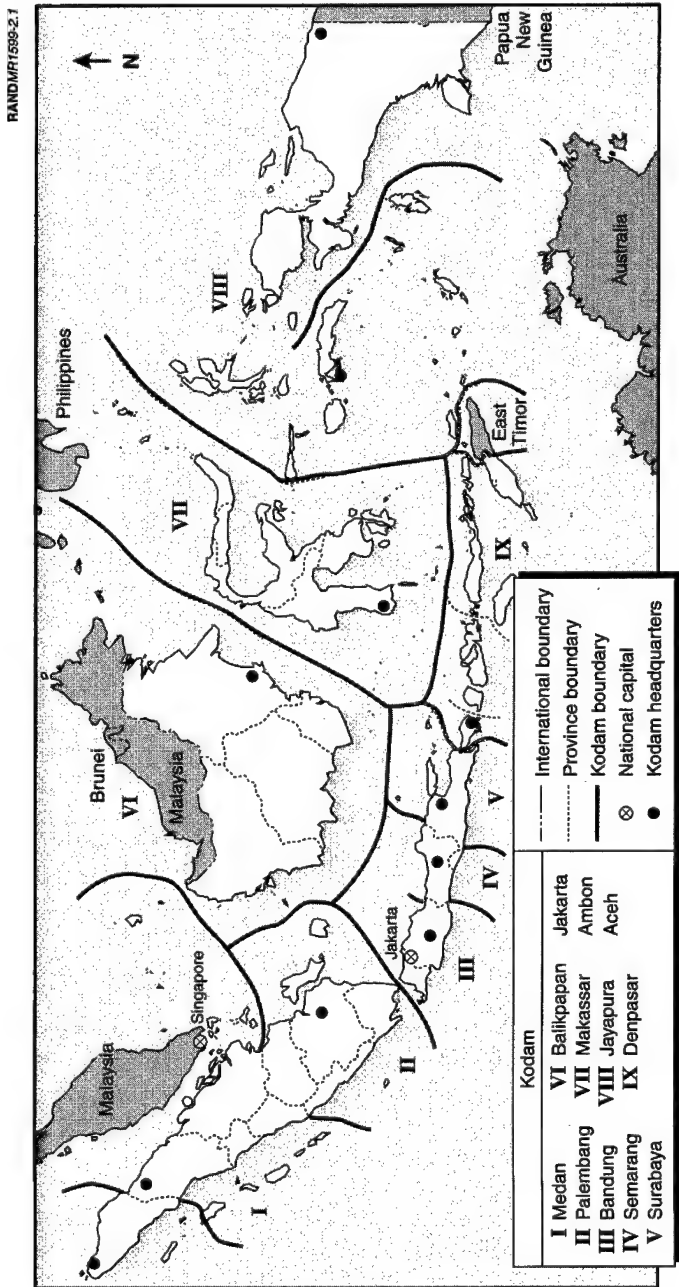 RANDMR1599-2.1
N
Philippines
Brunei
VI
Malaysia
VII
VIII
Malaysia
Singapore
Papua
New
Guinea
I
II
Jakarta
III
IV
V
IX
East
Timor
Australia
Kodam
I Medan
II Palembang
III Bandung
IV Semarang
V Surabaya
VI Balikpapan
VII Makassar
VIII Jayapura
IX Denpasar
Jakarta
Ambon
Aceh
International boundary
Province boundary
Kodam boundary
National capital
Kodam headquarters